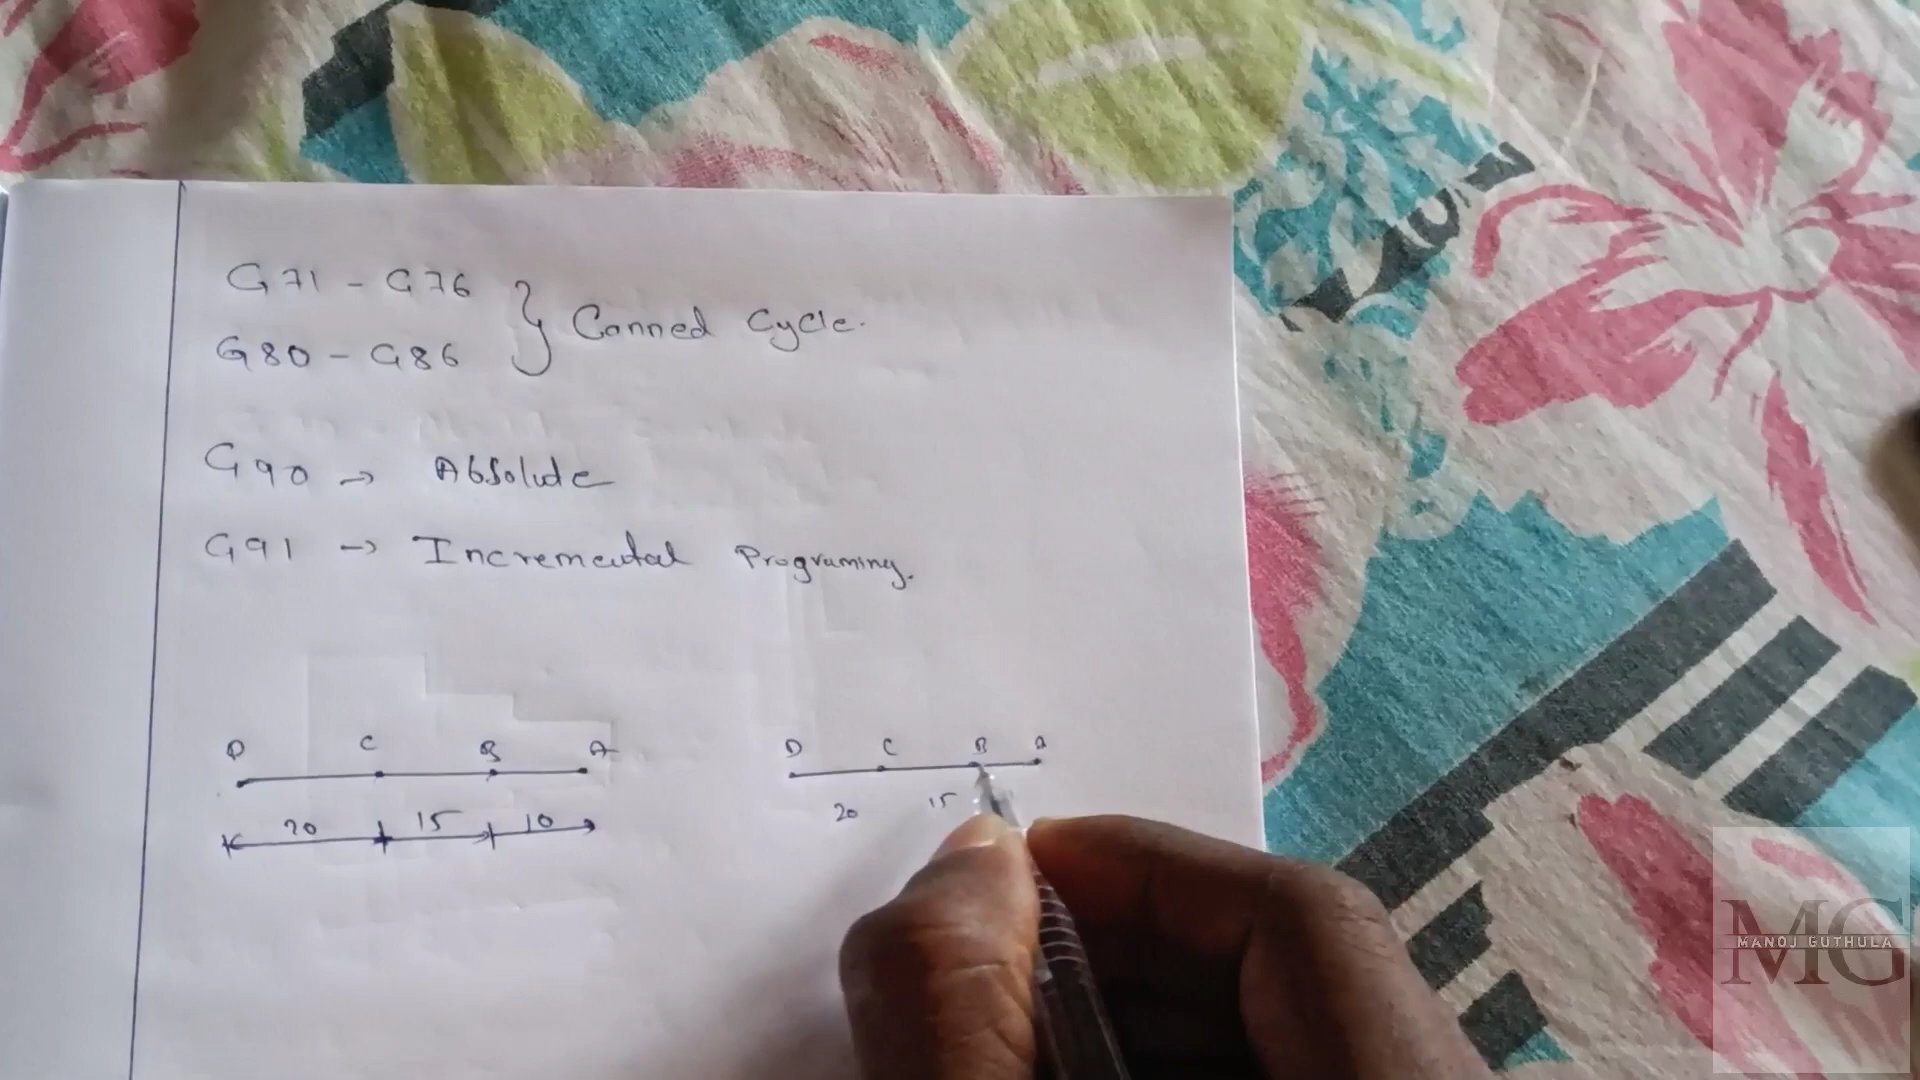 G71 - G76
G80 - G86 } Canned Cycle.
G90 → Absolute
G91 → Incremental Programing.
D C B A
20 15 10
D C B A
20 15
MG
MANOJ GUTHULA